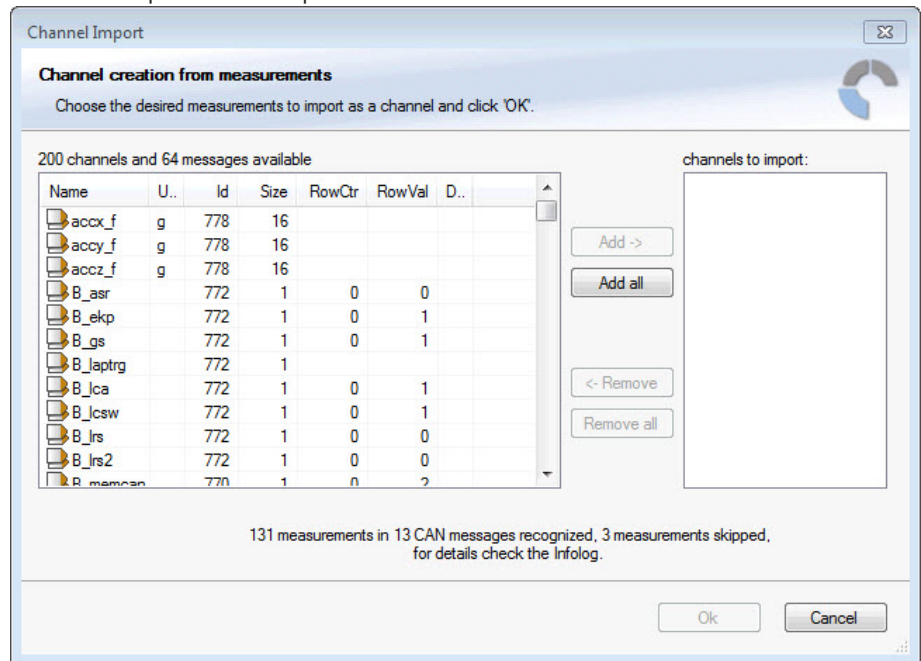 Channel Import
Channel creation from measurements
Choose the desired measurements to import as a channel and click 'OK'.
200 channels and 64 messages available
channels to import:
Name U.. Id Size RowCtr RowVal D..
accx_f g 778 16
accy_f g 778 16
accz_f g 778 16
B_asr 772 1 0 0
B_ekp 772 1 0 1
B_gs 772 1 0 1
B_laptrg 772 1
B_lca 772 1 0 1
B_lcsw 772 1 0 1
B_lrs 772 1 0 0
B_lrs2 772 1 0 0
B_memcan 770 1 0 2
Add ->
Add all
<- Remove
Remove all
131 measurements in 13 CAN messages recognized, 3 measurements skipped,
for details check the Infolog.
Ok
Cancel